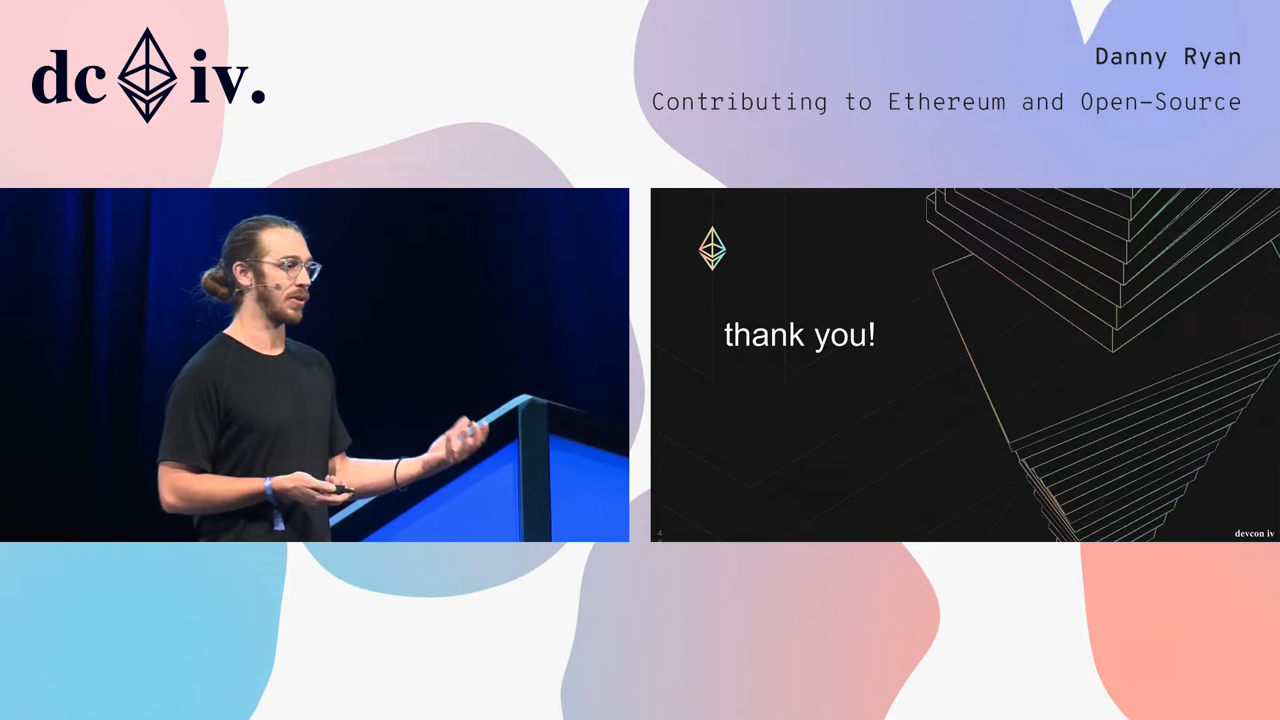 dc iv.
Danny Ryan
Contributing to Ethereum and Open-Source
thank you!
devcon iv